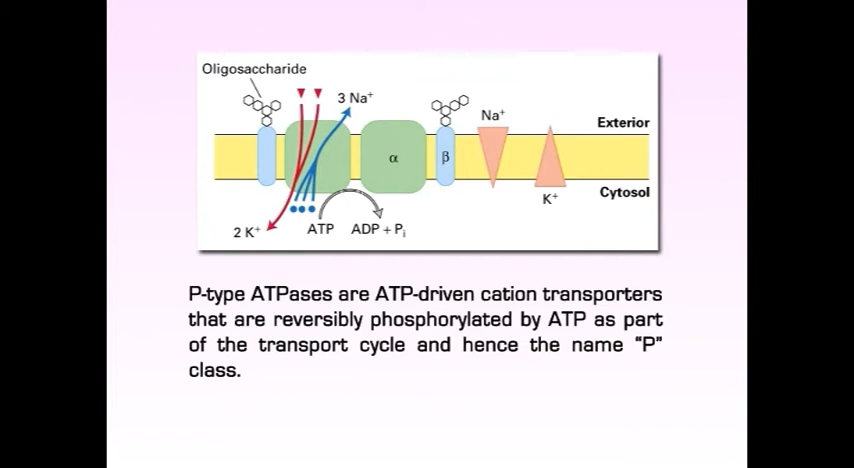 Oligosaccharide
3 Na⁺
Na⁺
Exterior
α
β
Cytosol
K⁺
2 K⁺
ATP
ADP + Pᵢ
P-type ATPases are ATP-driven cation transporters
that are reversibly phosphorylated by ATP as part
of the transport cycle and hence the name “P”
class.